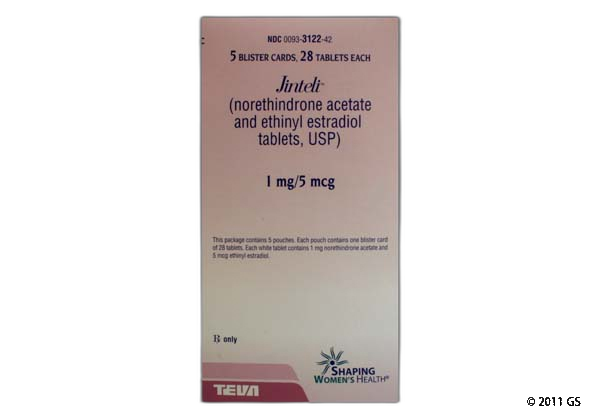 NDC 0093-3122-42
5 BLISTER CARDS, 28 TABLETS EACH
Jinteli™
(norethindrone acetate
and ethinyl estradiol
tablets, USP)
1 mg/5 mcg
This package contains 5 pouches. Each pouch contains one blister card
of 28 tablets. Each white tablet contains 1 mg norethindrone acetate and
5 mcg ethinyl estradiol.
℞ only
SHAPING
WOMEN'S HEALTH®
TEVA
© 2011 GS